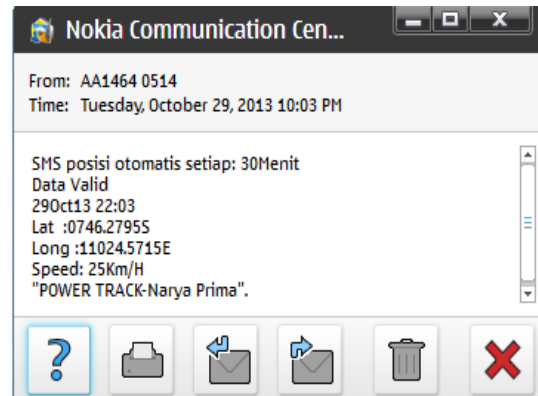 Nokia Communication Cen...
From: AA1464 0514
Time: Tuesday, October 29, 2013 10:03 PM
SMS posisi otomatis setiap: 30Menit
Data Valid
29Oct13 22:03
Lat :0746.2795S
Long :11024.5715E
Speed: 25Km/H
"POWER TRACK-Narya Prima".